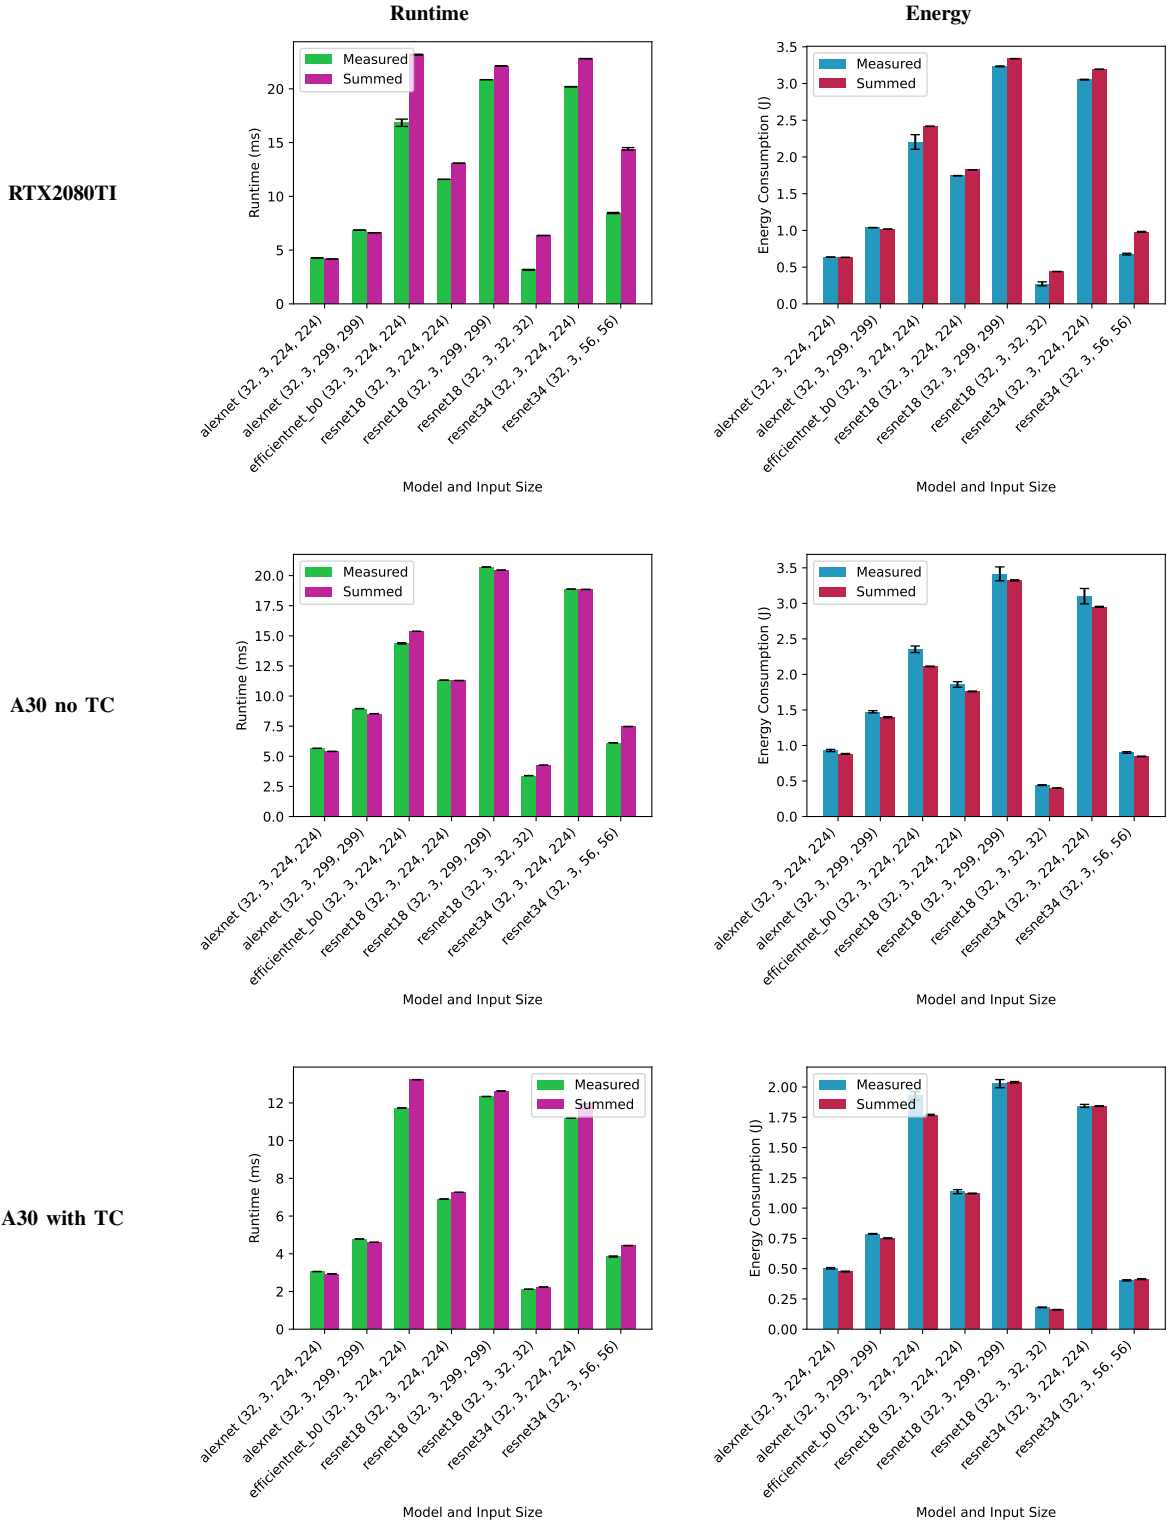 Runtime
Energy
RTX2080TI
Measured
Summed
Runtime (ms)
0
5
10
15
20
alexnet (32, 3, 224, 224)
alexnet (32, 3, 299, 299)
efficientnet_b0 (32, 3, 224, 224)
resnet18 (32, 3, 224, 224)
resnet18 (32, 3, 299, 299)
resnet18 (32, 3, 32, 32)
resnet34 (32, 3, 224, 224)
resnet34 (32, 3, 56, 56)
Model and Input Size
Measured
Summed
Energy Consumption (J)
0.0
0.5
1.0
1.5
2.0
2.5
3.0
3.5
alexnet (32, 3, 224, 224)
alexnet (32, 3, 299, 299)
efficientnet_b0 (32, 3, 224, 224)
resnet18 (32, 3, 224, 224)
resnet18 (32, 3, 299, 299)
resnet18 (32, 3, 32, 32)
resnet34 (32, 3, 224, 224)
resnet34 (32, 3, 56, 56)
Model and Input Size
A30 no TC
Measured
Summed
Runtime (ms)
0.0
2.5
5.0
7.5
10.0
12.5
15.0
17.5
20.0
alexnet (32, 3, 224, 224)
alexnet (32, 3, 299, 299)
efficientnet_b0 (32, 3, 224, 224)
resnet18 (32, 3, 224, 224)
resnet18 (32, 3, 299, 299)
resnet18 (32, 3, 32, 32)
resnet34 (32, 3, 224, 224)
resnet34 (32, 3, 56, 56)
Model and Input Size
Measured
Summed
Energy Consumption (J)
0.0
0.5
1.0
1.5
2.0
2.5
3.0
3.5
alexnet (32, 3, 224, 224)
alexnet (32, 3, 299, 299)
efficientnet_b0 (32, 3, 224, 224)
resnet18 (32, 3, 224, 224)
resnet18 (32, 3, 299, 299)
resnet18 (32, 3, 32, 32)
resnet34 (32, 3, 224, 224)
resnet34 (32, 3, 56, 56)
Model and Input Size
A30 with TC
Measured
Summed
Runtime (ms)
0
2
4
6
8
10
12
alexnet (32, 3, 224, 224)
alexnet (32, 3, 299, 299)
efficientnet_b0 (32, 3, 224, 224)
resnet18 (32, 3, 224, 224)
resnet18 (32, 3, 299, 299)
resnet18 (32, 3, 32, 32)
resnet34 (32, 3, 224, 224)
resnet34 (32, 3, 56, 56)
Model and Input Size
Measured
Summed
Energy Consumption (J)
0.00
0.25
0.50
0.75
1.00
1.25
1.50
1.75
2.00
alexnet (32, 3, 224, 224)
alexnet (32, 3, 299, 299)
efficientnet_b0 (32, 3, 224, 224)
resnet18 (32, 3, 224, 224)
resnet18 (32, 3, 299, 299)
resnet18 (32, 3, 32, 32)
resnet34 (32, 3, 224, 224)
resnet34 (32, 3, 56, 56)
Model and Input Size